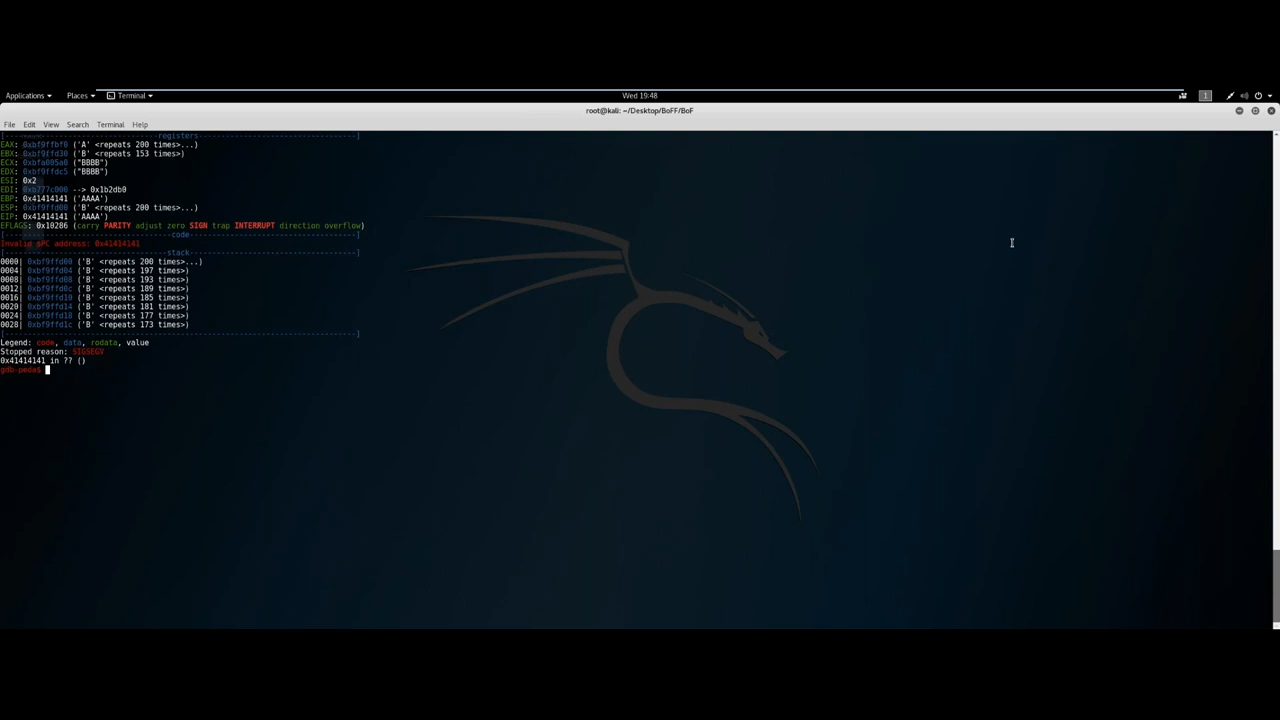 Applications ▾ Places ▾ Terminal ▾ Wed 19:48 1
root@kali: ~/Desktop/BoFF/BoF
File Edit View Search Terminal Help
[----------------------------------registers-----------------------------------]
EAX: 0xbf9ffbf0 ('A' <repeats 200 times>...)
EBX: 0xbf9ffd30 ('B' <repeats 153 times>...)
ECX: 0xbfa005a0 ("BBBB")
EDX: 0xbf9ffdc5 ("BBBB")
ESI: 0x2
EDI: 0xb777c000 --> 0x1b2db0
EBP: 0x41414141 ('AAAA')
ESP: 0xbf9ffd00 ('B' <repeats 200 times>...)
EIP: 0x41414141 ('AAAA')
EFLAGS: 0x10286 (carry PARITY adjust zero SIGN trap INTERRUPT direction overflow)
[-------------------------------------code-------------------------------------]
Invalid $PC address: 0x41414141
[------------------------------------stack-------------------------------------]
0000| 0xbf9ffd00 ('B' <repeats 200 times>...)
0004| 0xbf9ffd04 ('B' <repeats 197 times>)
0008| 0xbf9ffd08 ('B' <repeats 193 times>)
0012| 0xbf9ffd0c ('B' <repeats 189 times>)
0016| 0xbf9ffd10 ('B' <repeats 185 times>)
0020| 0xbf9ffd14 ('B' <repeats 181 times>)
0024| 0xbf9ffd18 ('B' <repeats 177 times>)
0028| 0xbf9ffd1c ('B' <repeats 173 times>)
[------------------------------------------------------------------------------]
Legend: code, data, rodata, value
Stopped reason: SIGSEGV
0x41414141 in ?? ()
gdb-peda$